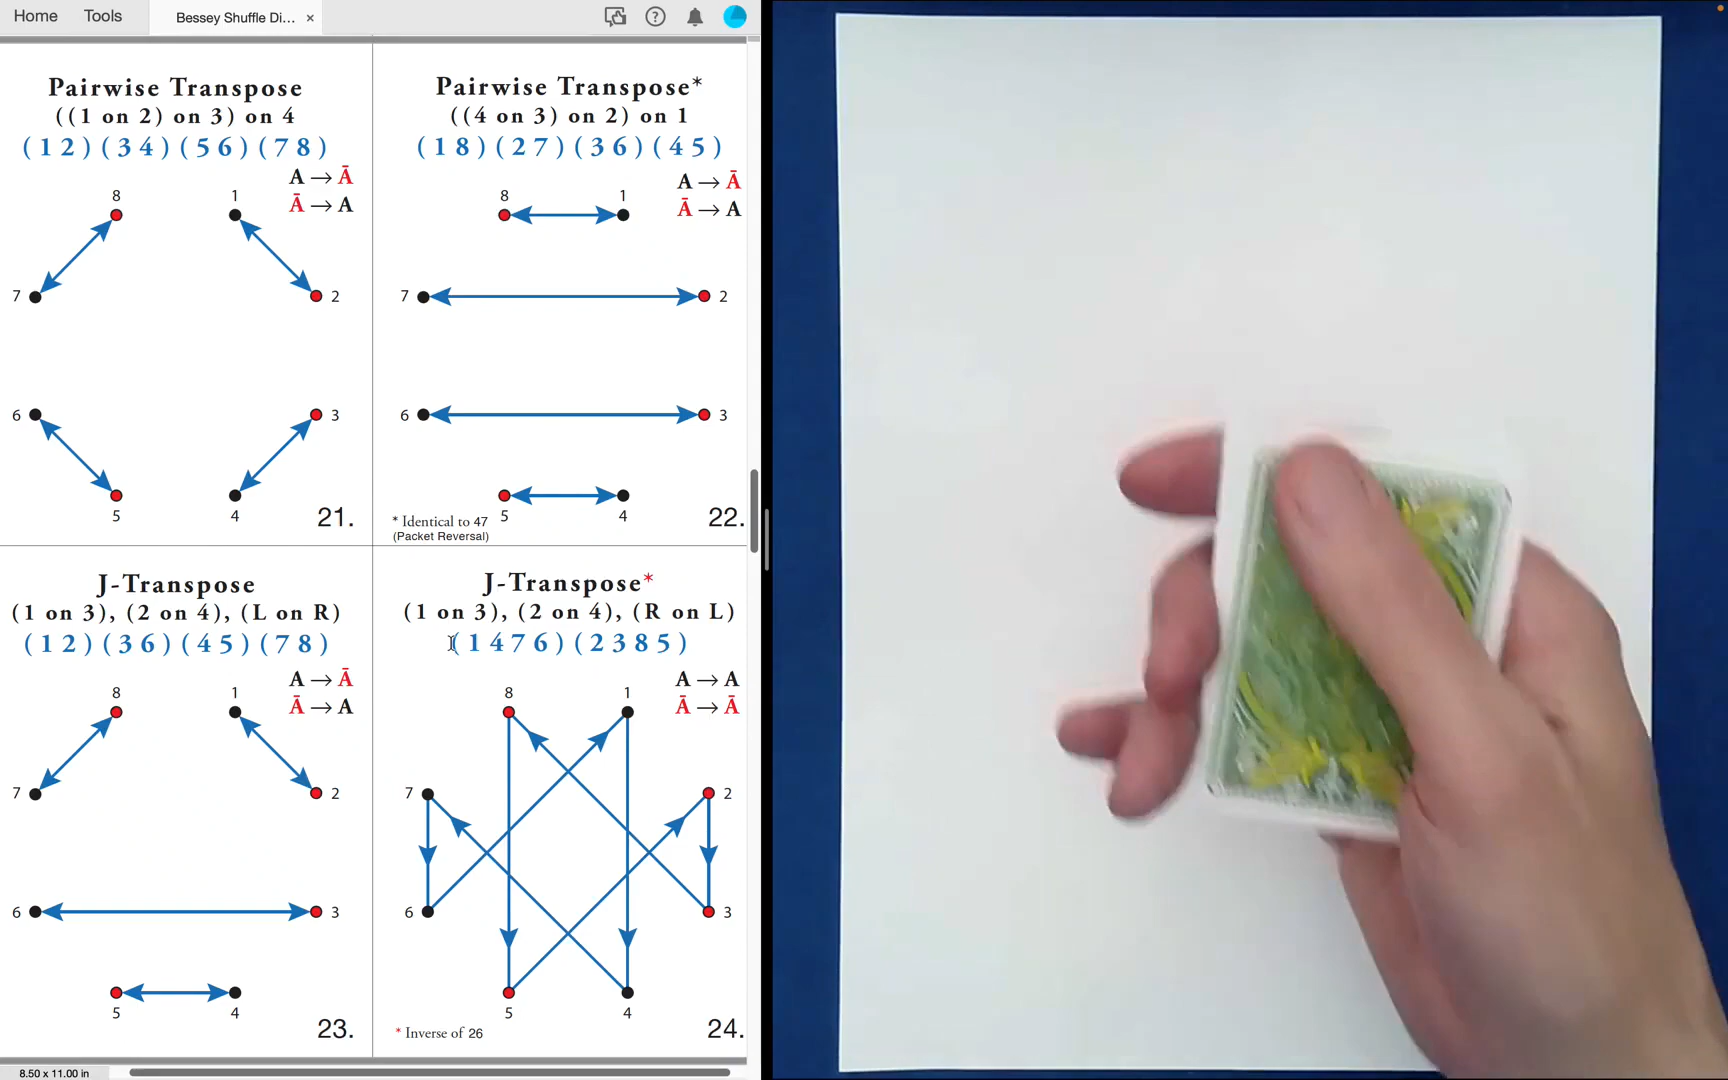 Home Tools Bessey Shuffle Di... ×
Pairwise Transpose
((1 on 2) on 3) on 4
(1 2)(3 4)(5 6)(7 8)
A → Ā
Ā → A
8 1
7 2
6 3
5 4
21.
Pairwise Transpose*
((4 on 3) on 2) on 1
(1 8)(2 7)(3 6)(4 5)
A → Ā
Ā → A
8 1
7 2
6 3
* Identical to 47
(Packet Reversal)
5 4
22.
J-Transpose
(1 on 3), (2 on 4), (L on R)
(1 2)(3 6)(4 5)(7 8)
A → Ā
Ā → A
8 1
7 2
6 3
5 4
23.
J-Transpose*
(1 on 3), (2 on 4), (R on L)
(1 4 7 6)(2 3 8 5)
A → A
Ā → Ā
8 1
7 2
6 3
5 4
* Inverse of 26
24.
8.50 x 11.00 in